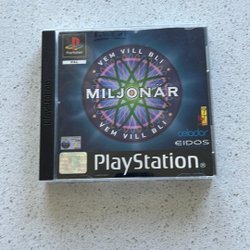 PlayStation
PAL
VEM VILL BLI
MILJONÄR
VEM VILL BLI
celador
EIDOS
PlayStation